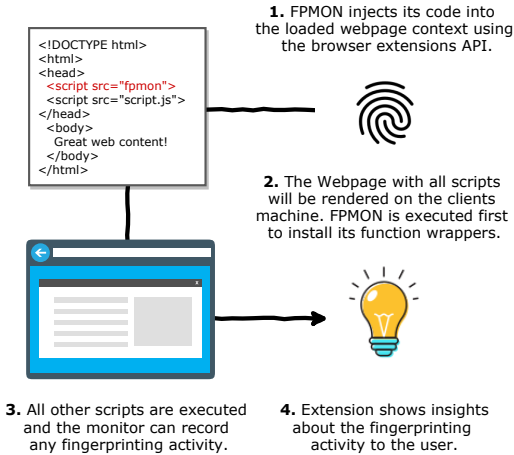 1. FPMON injects its code into
the loaded webpage context using
the browser extensions API.
<!DOCTYPE html>
<html>
<head>
<script src="fpmon">
<script src="script.js">
</head>
<body>
Great web content!
</body>
</html>
2. The Webpage with all scripts
will be rendered on the clients
machine. FPMON is executed first
to install its function wrappers.
x
3. All other scripts are executed
and the monitor can record
any fingerprinting activity.
4. Extension shows insights
about the fingerprinting
activity to the user.